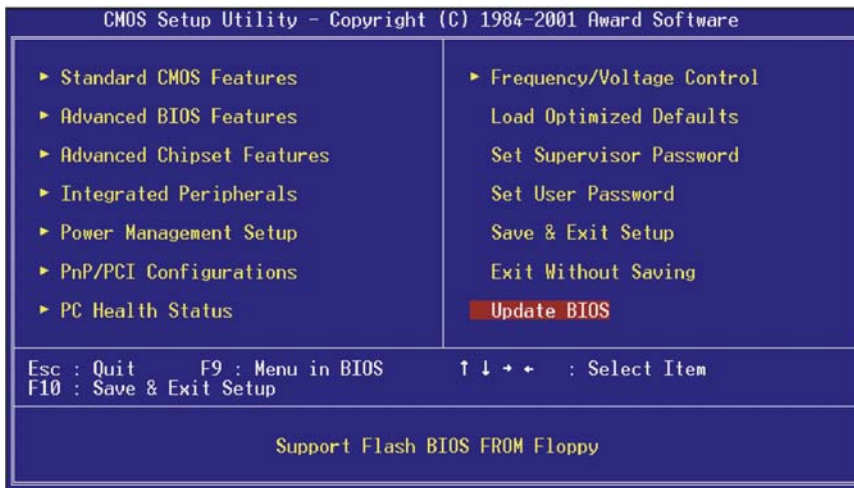 CMOS Setup Utility - Copyright (C) 1984-2001 Award Software
► Standard CMOS Features
► Advanced BIOS Features
► Advanced Chipset Features
► Integrated Peripherals
► Power Management Setup
► PnP/PCI Configurations
► PC Health Status
► Frequency/Voltage Control
Load Optimized Defaults
Set Supervisor Password
Set User Password
Save & Exit Setup
Exit Without Saving
Update BIOS
Esc : Quit F9 : Menu in BIOS ↑ ↓ → ← : Select Item
F10 : Save & Exit Setup
Support Flash BIOS FROM Floppy